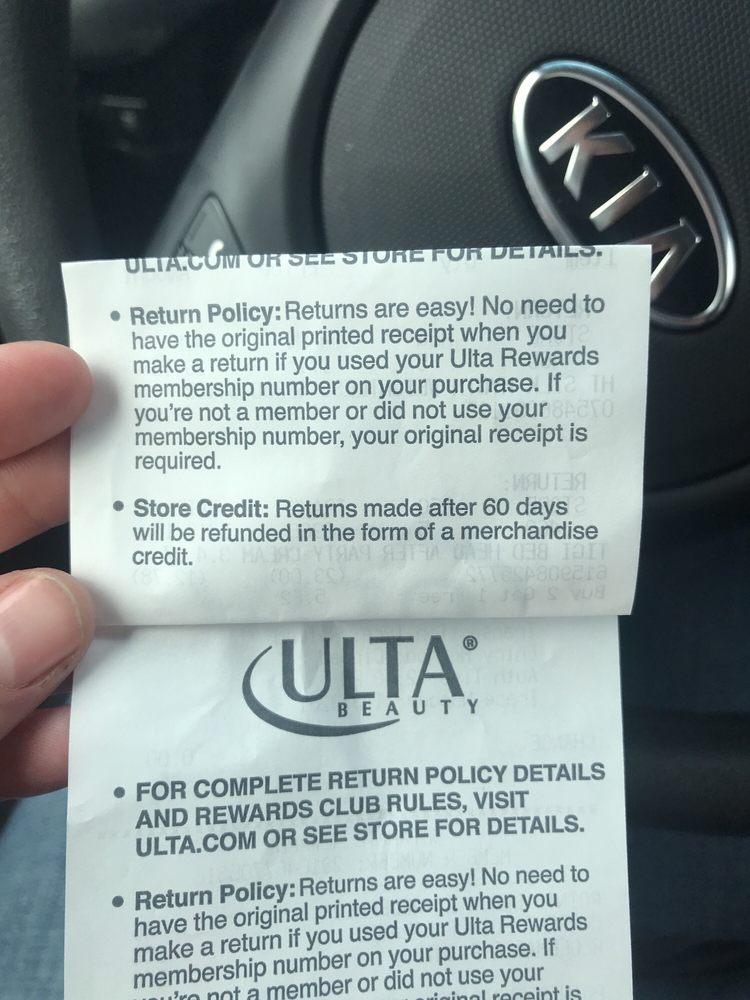 KIA
ULTA.COM OR SEE STORE FOR DETAILS.
• Return Policy: Returns are easy! No need to
have the original printed receipt when you
make a return if you used your Ulta Rewards
membership number on your purchase. If
you're not a member or did not use your
membership number, your original receipt is
required.
• Store Credit: Returns made after 60 days
will be refunded in the form of a merchandise
credit.
ULTA®
BEAUTY
• FOR COMPLETE RETURN POLICY DETAILS
AND REWARDS CLUB RULES, VISIT
ULTA.COM OR SEE STORE FOR DETAILS.
• Return Policy: Returns are easy! No need to
have the original printed receipt when you
make a return if you used your Ulta Rewards
membership number on your purchase. If
you're not a member or did not use your
original receipt is